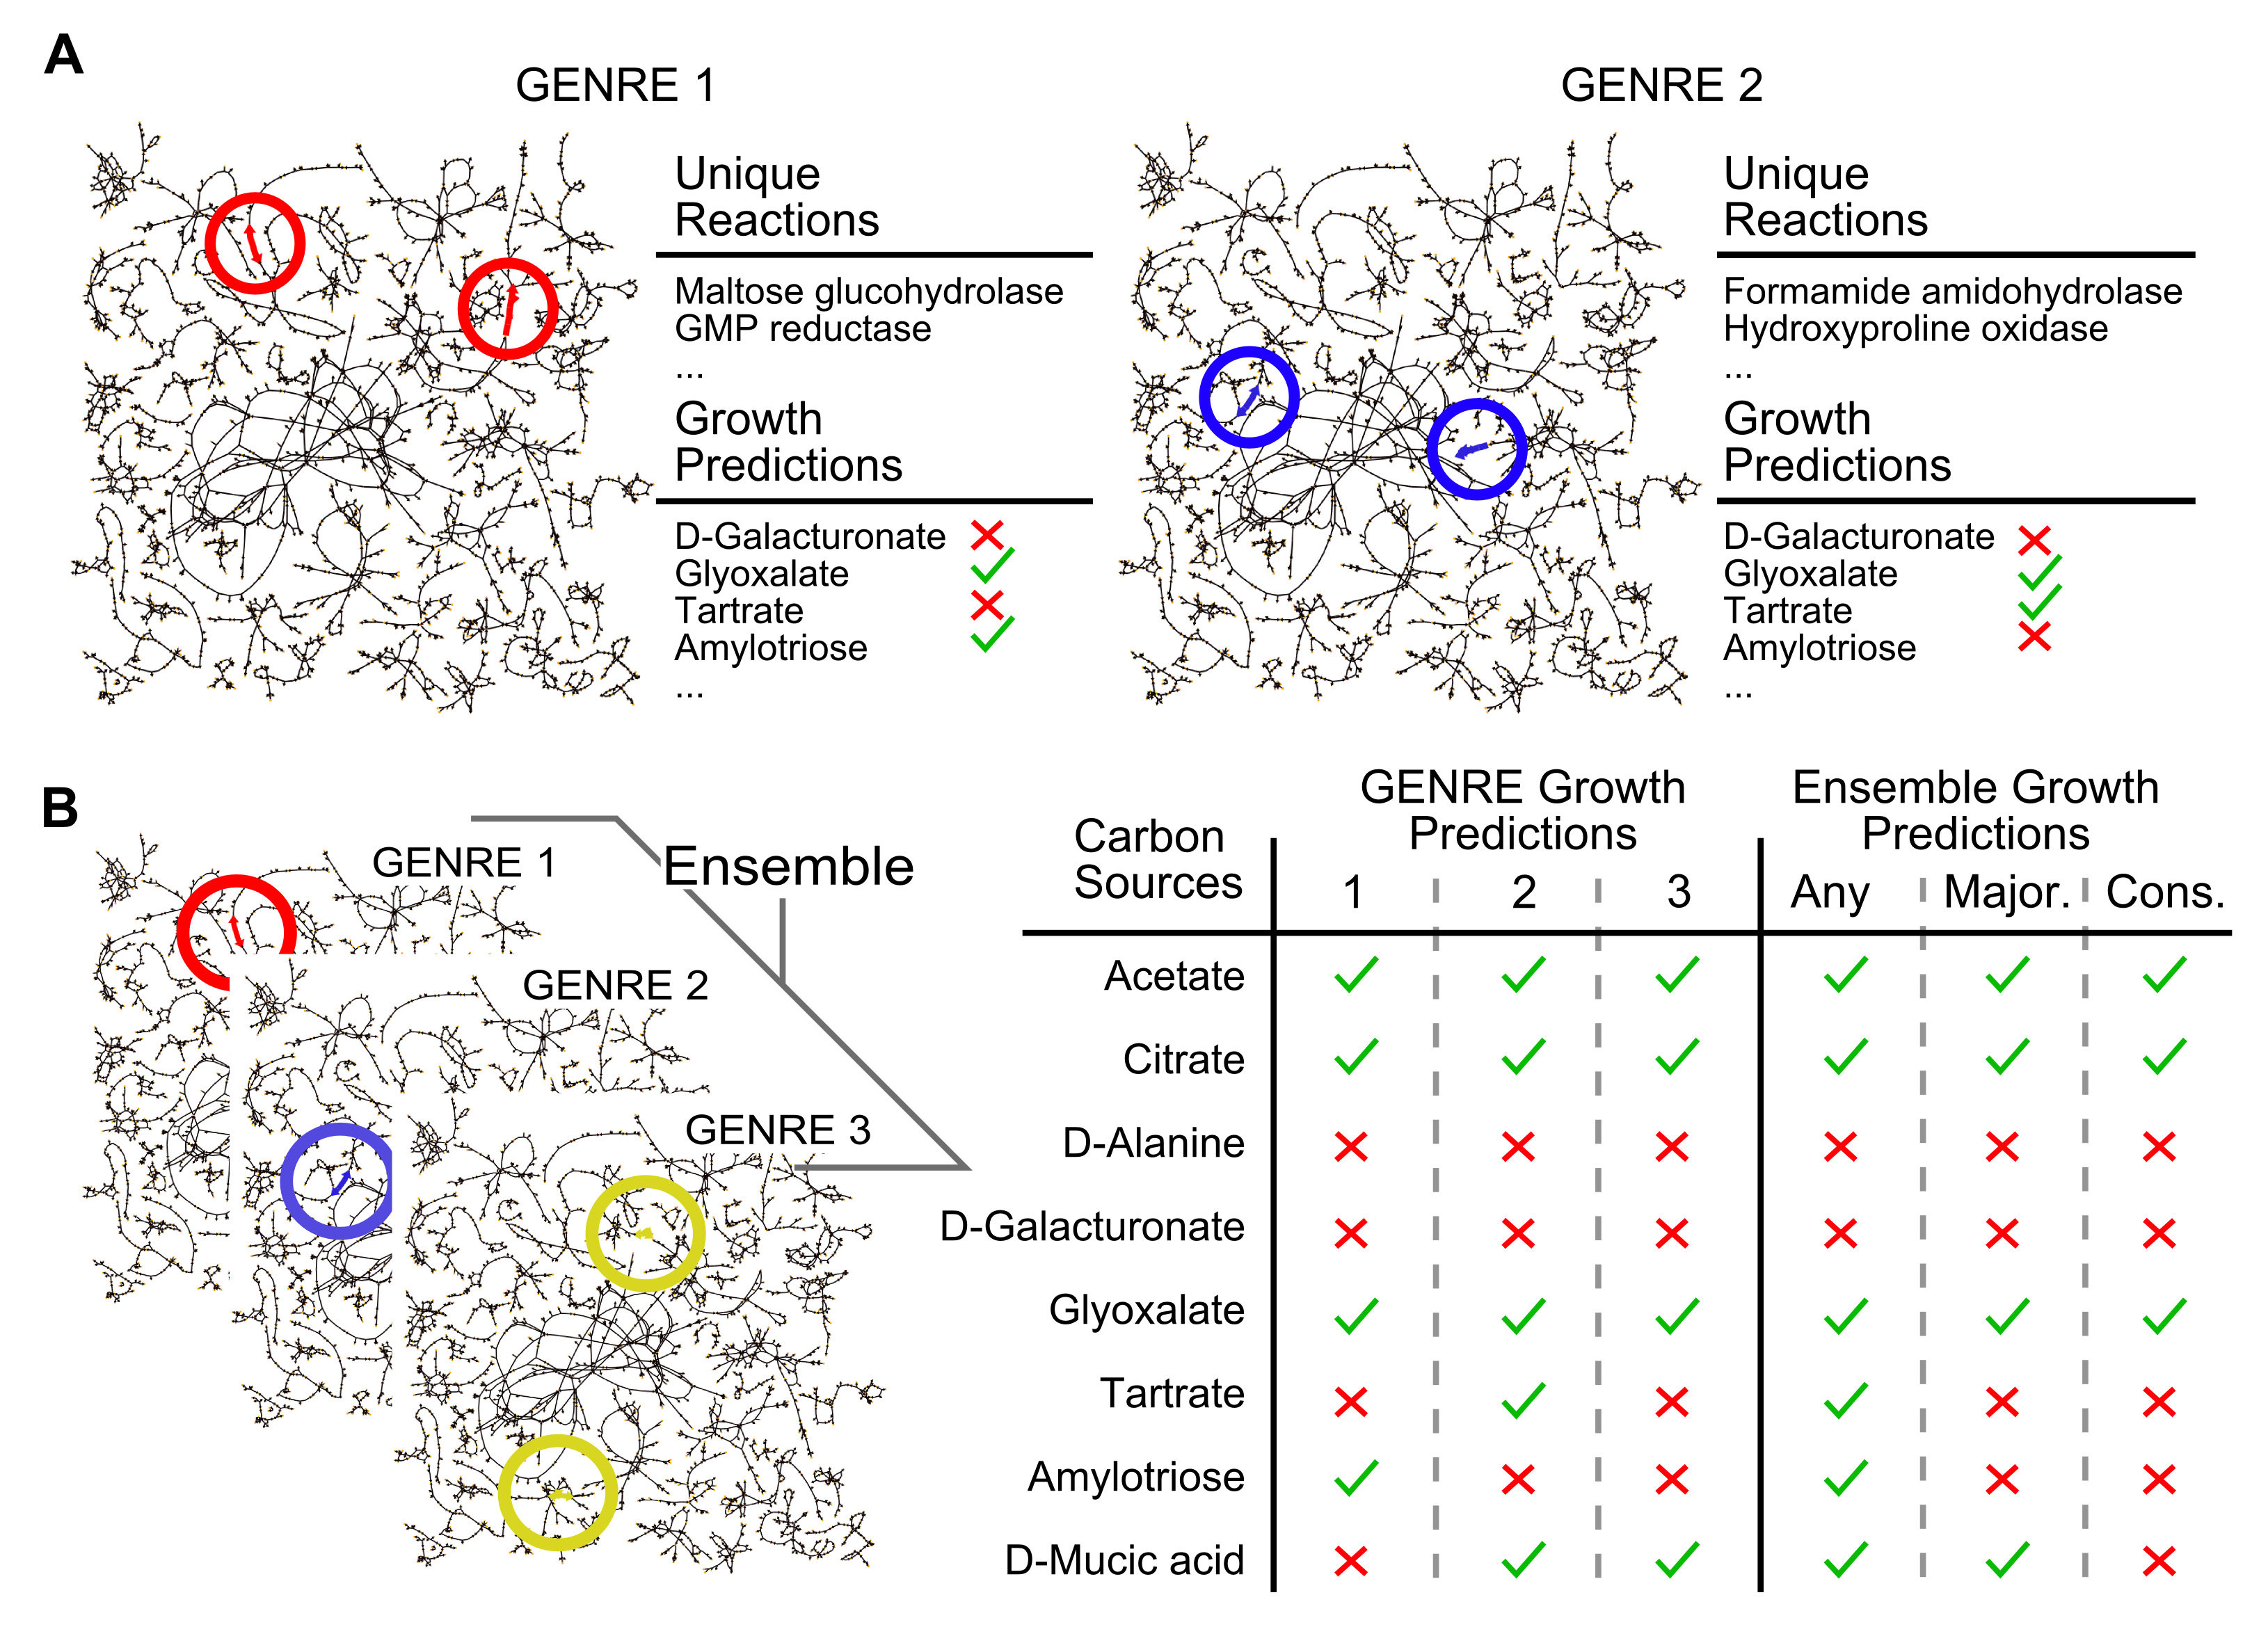 A
GENRE 1
Unique
Reactions
Maltose glucohydrolase
GMP reductase
...
Growth
Predictions
D-Galacturonate
Glyoxalate
Tartrate
Amylotriose
...
GENRE 2
Unique
Reactions
Formamide amidohydrolase
Hydroxyproline oxidase
...
Growth
Predictions
D-Galacturonate
Glyoxalate
Tartrate
Amylotriose
...
B
GENRE 1
GENRE 2
GENRE 3
Ensemble
Carbon
Sources
GENRE Growth
Predictions
Ensemble Growth
Predictions
1 2 3 Any Major. Cons.
Acetate
Citrate
D-Alanine
D-Galacturonate
Glyoxalate
Tartrate
Amylotriose
D-Mucic acid